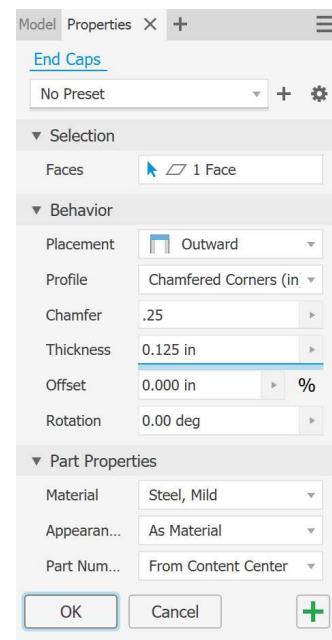 Model Properties
End Caps
No Preset
Selection
Faces 1 Face
Behavior
Placement Outward
Profile Chamfered Corners (in
Chamfer .25
Thickness 0.125 in
Offset 0.000 in %
Rotation 0.00 deg
Part Properties
Material Steel, Mild
Appearan... As Material
Part Num... From Content Center
OK Cancel